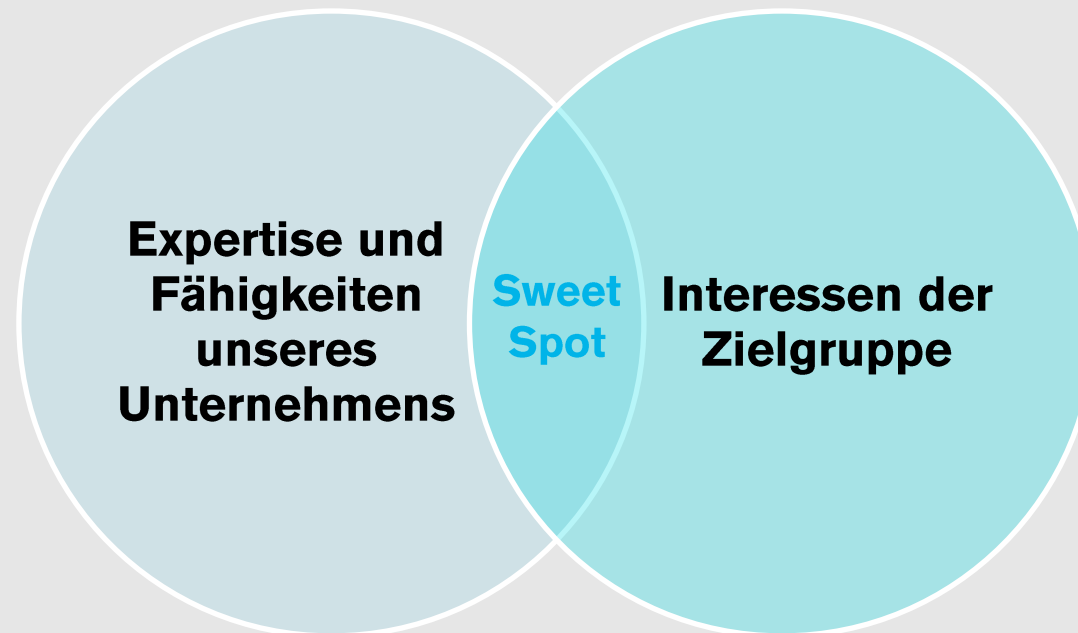 Expertise und
Fähigkeiten
unseres
Unternehmens
Sweet
Spot
Interessen der
Zielgruppe